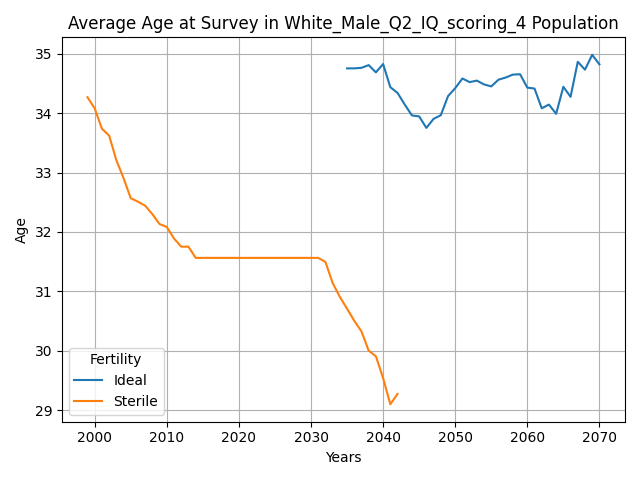 Average Age at Survey in White_Male_Q2_IQ_scoring_4 Population
35
34
33
32
31
30
29
Age
Fertility
Ideal
Sterile
2000 2010 2020 2030 2040 2050 2060 2070
Years